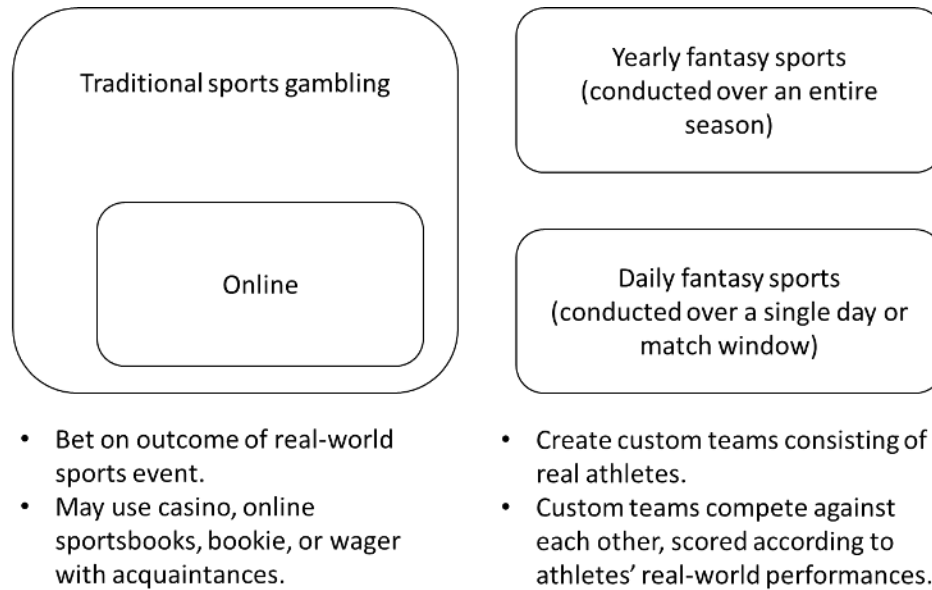 Traditional sports gambling
Online
• Bet on outcome of real-world
sports event.
• May use casino, online
sportsbooks, bookie, or wager
with acquaintances.
Yearly fantasy sports
(conducted over an entire
season)
Daily fantasy sports
(conducted over a single day or
match window)
• Create custom teams consisting of
real athletes.
• Custom teams compete against
each other, scored according to
athletes’ real-world performances.